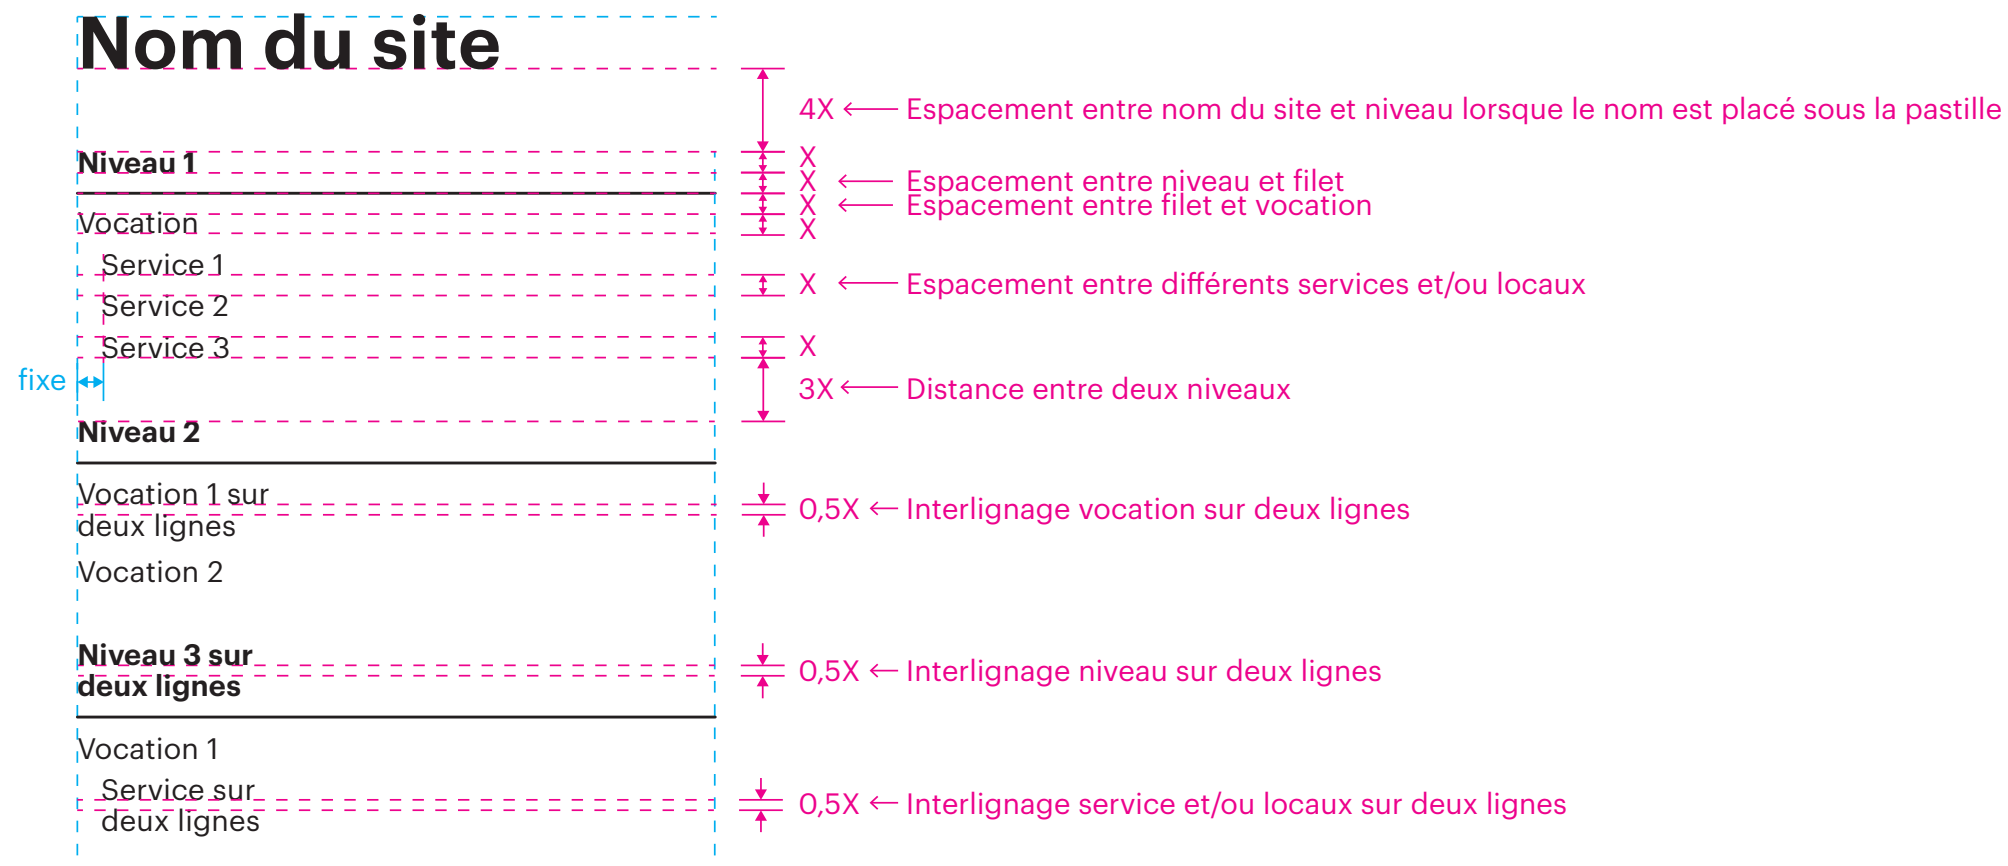 Nom du site
4X Espacement entre nom du site et niveau lorsque le nom est placé sous la pastille
Niveau 1
X
X Espacement entre niveau et filet
X Espacement entre filet et vocation
Vocation
X
Service 1
X Espacement entre différents services et/ou locaux
Service 2
Service 3
X
fixe
3X Distance entre deux niveaux
Niveau 2
Vocation 1 sur
0,5X Interlignage vocation sur deux lignes
deux lignes
Vocation 2
Niveau 3 sur
0,5X Interlignage niveau sur deux lignes
deux lignes
Vocation 1
Service sur
0,5X Interlignage service et/ou locaux sur deux lignes
deux lignes